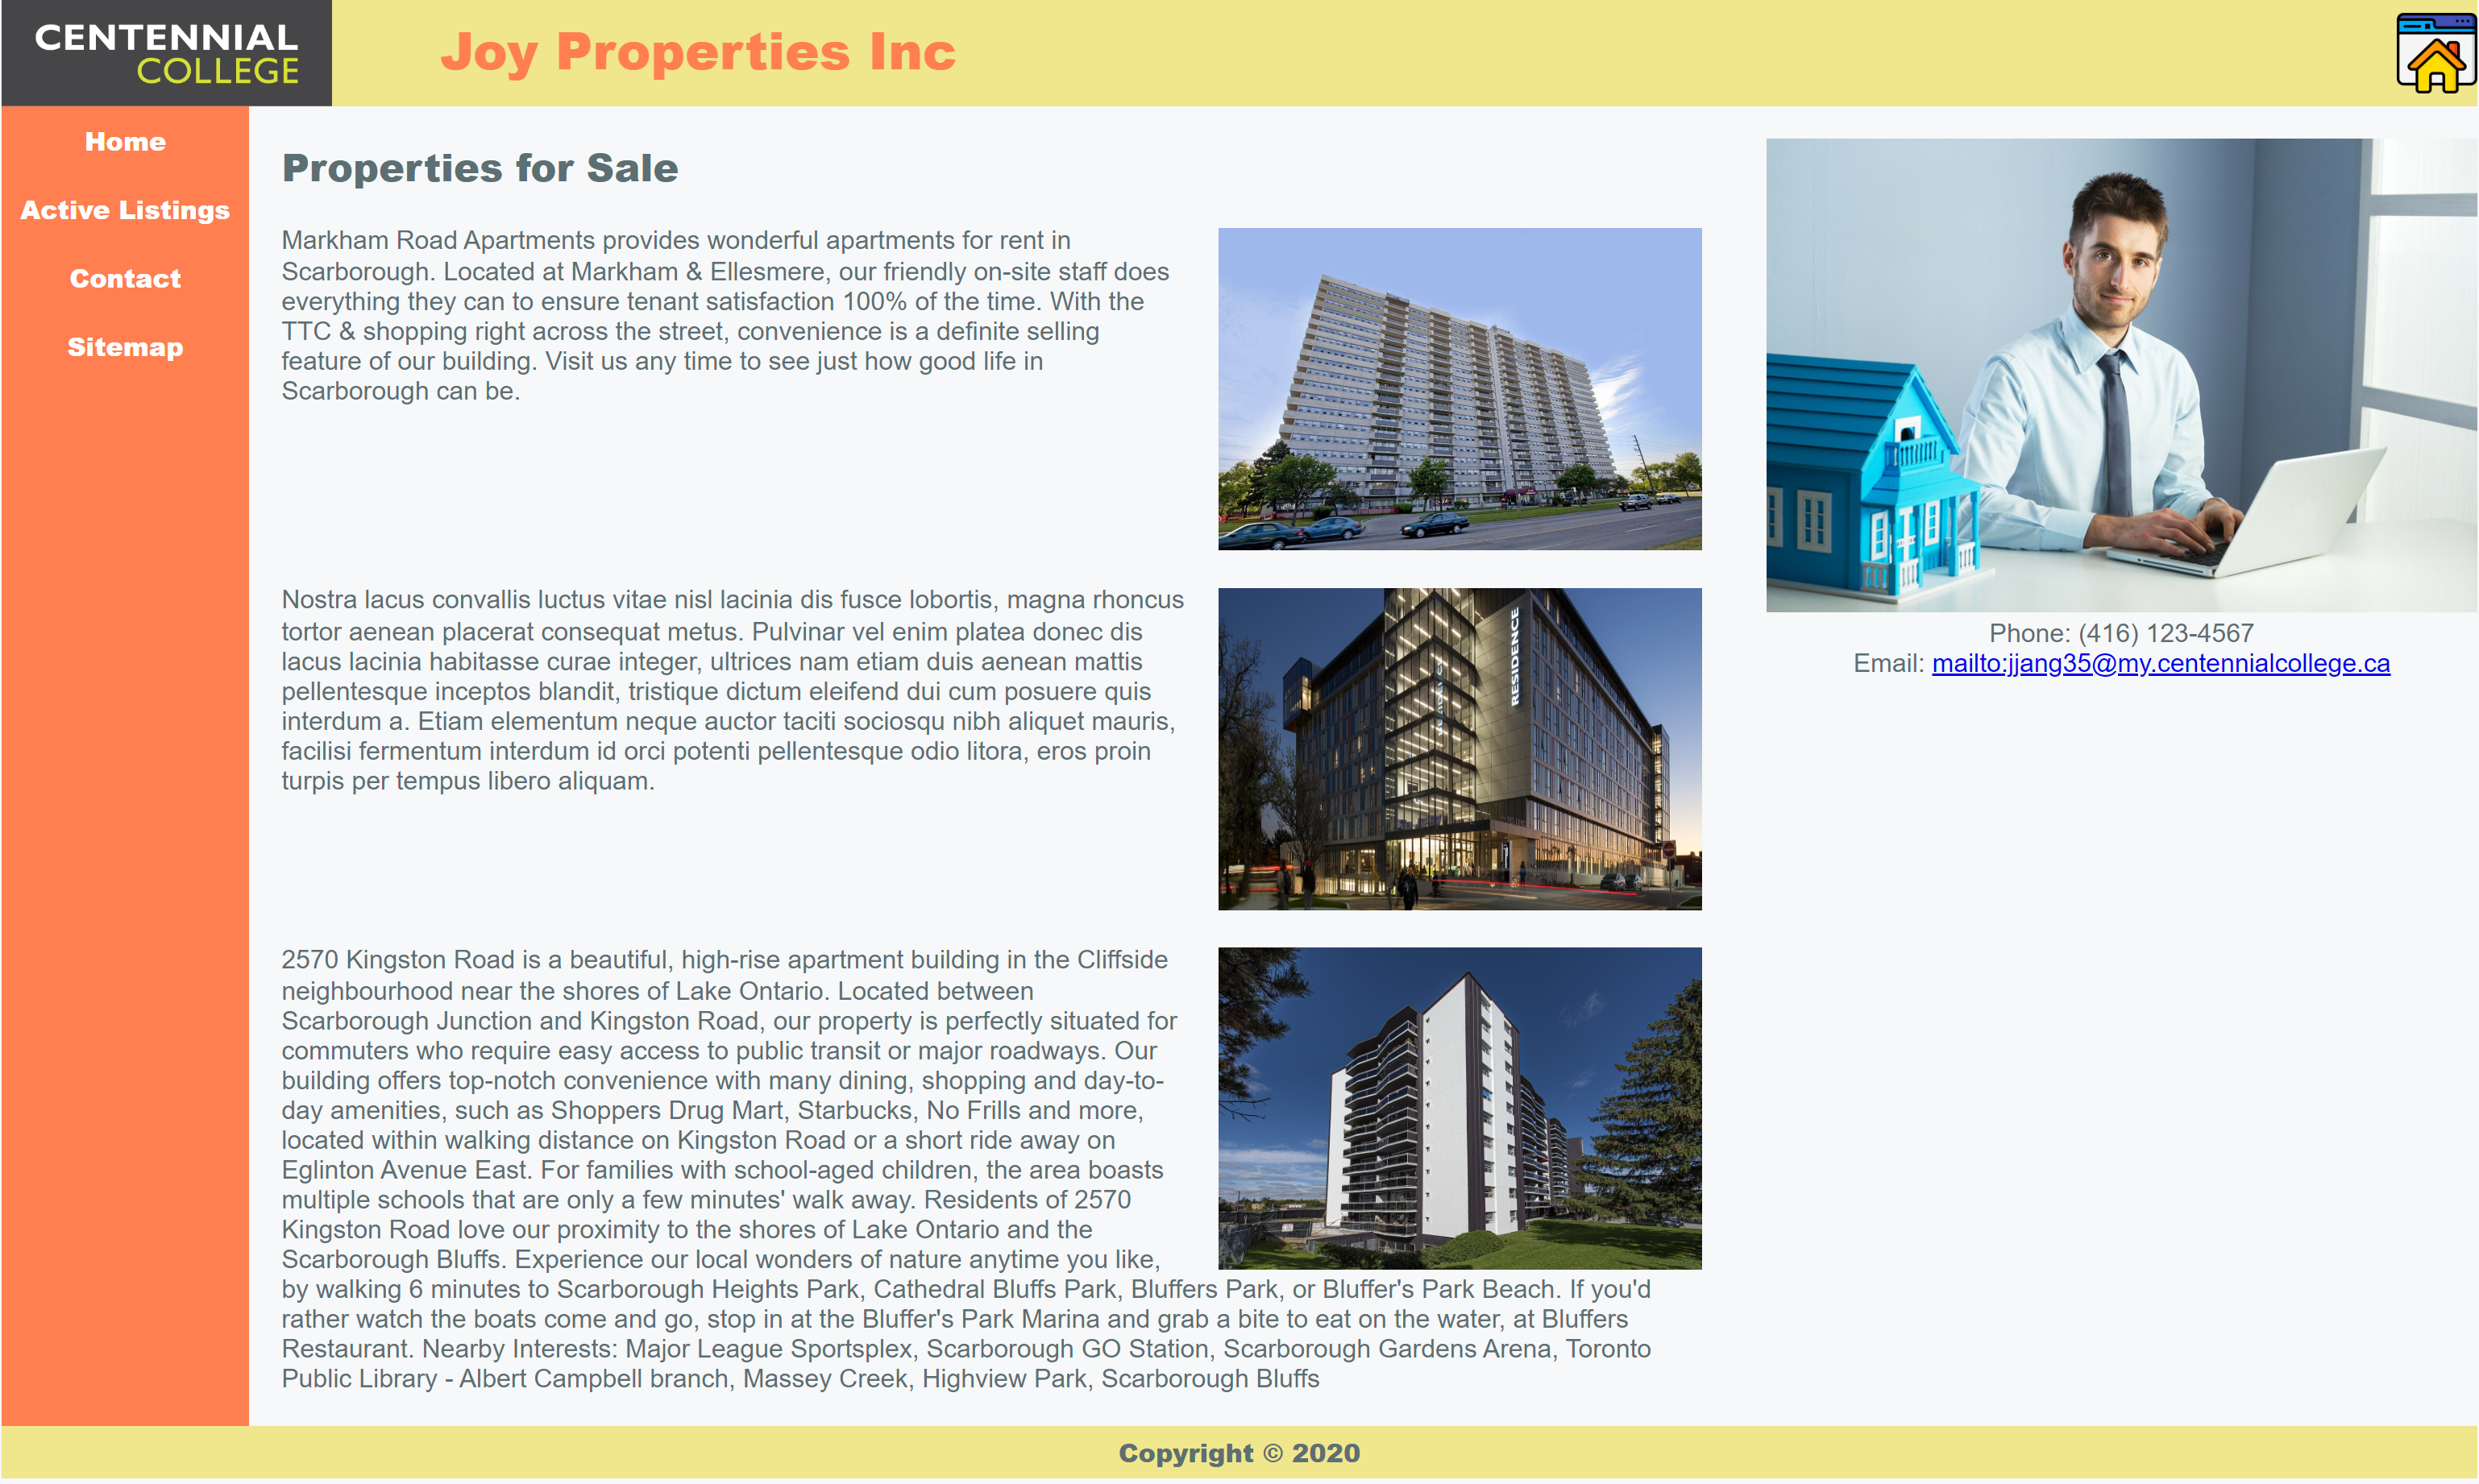 CENTENNIAL
COLLEGE
Joy Properties Inc
Home
Active Listings
Contact
Sitemap
Properties for Sale
Markham Road Apartments provides wonderful apartments for rent in
Scarborough. Located at Markham & Ellesmere, our friendly on-site staff does
everything they can to ensure tenant satisfaction 100% of the time. With the
TTC & shopping right across the street, convenience is a definite selling
feature of our building. Visit us any time to see just how good life in
Scarborough can be.
Nostra lacus convallis luctus vitae nisl lacinia dis fusce lobortis, magna rhoncus
tortor aenean placerat consequat metus. Pulvinar vel enim platea donec dis
lacus lacinia habitasse curae integer, ultrices nam etiam duis aenean mattis
pellentesque inceptos blandit, tristique dictum eleifend dui cum posuere quis
interdum a. Etiam elementum neque auctor taciti sociosqu nibh aliquet mauris,
facilisi fermentum interdum id orci potenti pellentesque odio litora, eros proin
turpis per tempus libero aliquam.
RESIDENCE
2570 Kingston Road is a beautiful, high-rise apartment building in the Cliffside
neighbourhood near the shores of Lake Ontario. Located between
Scarborough Junction and Kingston Road, our property is perfectly situated for
commuters who require easy access to public transit or major roadways. Our
building offers top-notch convenience with many dining, shopping and day-to-
day amenities, such as Shoppers Drug Mart, Starbucks, No Frills and more,
located within walking distance on Kingston Road or a short ride away on
Eglinton Avenue East. For families with school-aged children, the area boasts
multiple schools that are only a few minutes' walk away. Residents of 2570
Kingston Road love our proximity to the shores of Lake Ontario and the
Scarborough Bluffs. Experience our local wonders of nature anytime you like,
by walking 6 minutes to Scarborough Heights Park, Cathedral Bluffs Park, Bluffers Park, or Bluffer's Park Beach. If you'd
rather watch the boats come and go, stop in at the Bluffer's Park Marina and grab a bite to eat on the water, at Bluffers
Restaurant. Nearby Interests: Major League Sportsplex, Scarborough GO Station, Scarborough Gardens Arena, Toronto
Public Library - Albert Campbell branch, Massey Creek, Highview Park, Scarborough Bluffs
Phone: (416) 123-4567
Email: mailto:jjang35@my.centennialcollege.ca
Copyright © 2020